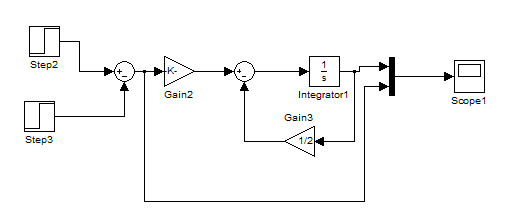 Step2
Step3
+-
K-
Gain2
+-
1
s
Integrator1
Gain3
1/2
Scope1